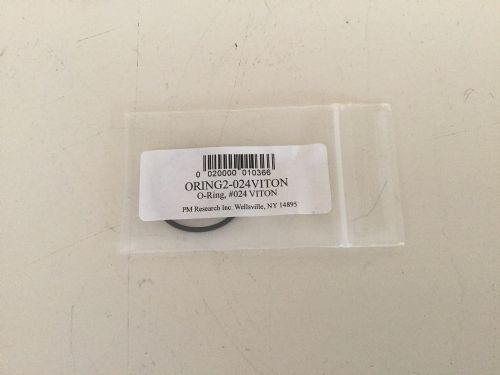 0 020000 010366
ORING2-024VITON
O-Ring, #024 VITON
PM Research Inc. Wellsville, NY 14895